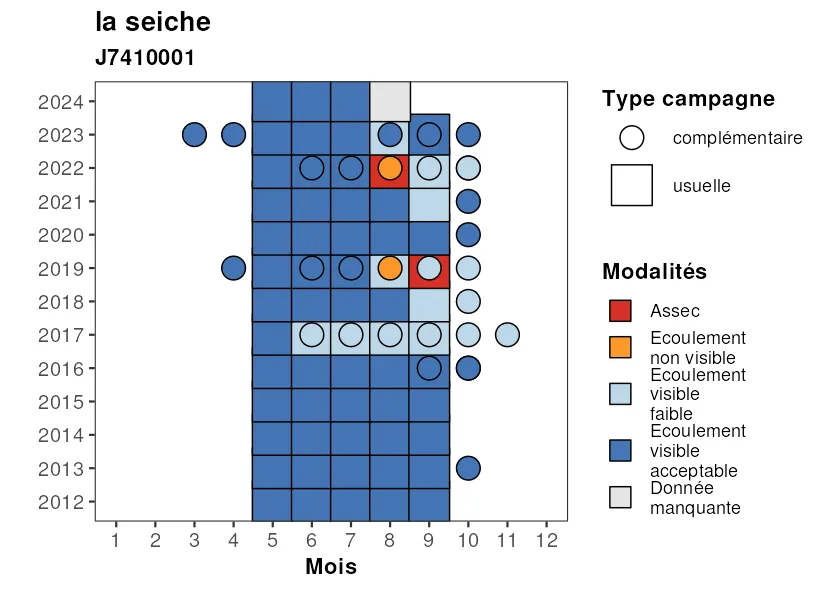 la seiche
J7410001
2024
2023
2022
2021
2020
2019
2018
2017
2016
2015
2014
2013
2012
1 2 3 4 5 6 7 8 9 10 11 12
Mois
Type campagne
complémentaire
usuelle
Modalités
Assec
Ecoulement
non visible
Ecoulement
visible
faible
Ecoulement
visible
acceptable
Donnée
manquante